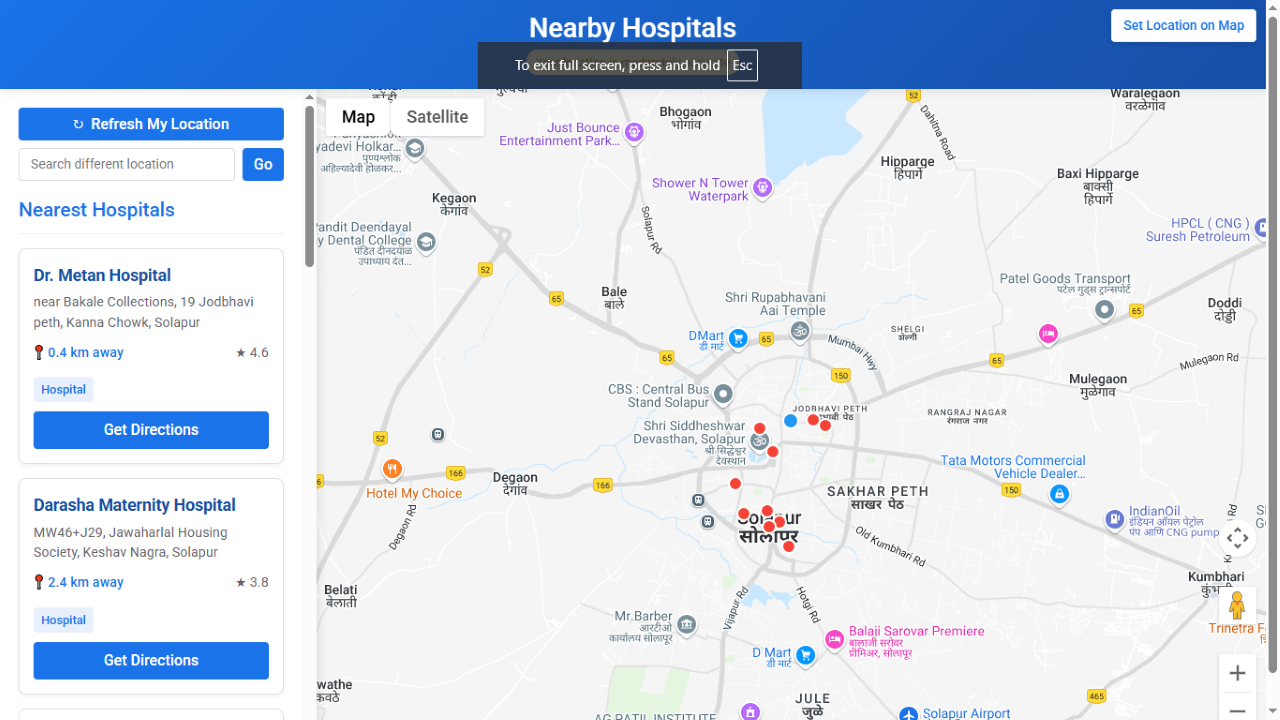 Nearby Hospitals
Set Location on Map
To exit full screen, press and hold Esc
↻ Refresh My Location
Search different location
Go
Nearest Hospitals
Dr. Metan Hospital
near Bakale Collections, 19 Jodbhavi
peth, Kanna Chowk, Solapur
0.4 km away
★ 4.6
Hospital
Get Directions
Darasha Maternity Hospital
MW46+J29, Jawaharlal Housing
Society, Keshav Nagra, Solapur
2.4 km away
★ 3.8
Hospital
Get Directions
Map
Satellite
Bhogaon
भोगांव
52
Dahitna Road
Waralegaon
वरळेगांव
Just Bounce
Entertainment Park...
yadevi Holkar...
पुण्यश्लोक
अहिल्यादेवी होळकर...
Hipparge
हिपार्गे
Baxi Hipparge
बाक्सी
हिपार्गे
Shower N Tower
Waterpark
Kegaon
केगांव
Solapur Rd
HPCL ( CNG )
Suresh Petroleum
Pandit Deendayal
y Dental College
पंडित दीनदयाळ
उपाध्याय दंत...
52
65
Bale
बाले
Shri Rupabhavani
Aai Temple
Patel Goods Transport
पटेल गुड्स ट्रान्सपोर्ट
65
Doddi
दोड्डी
SHELGI
शेल्गी
DMart
डी मार्ट
65
Mumbai Hwy
65
65
Mulegaon Rd
150
Mulegaon
मुळेगाव
CBS : Central Bus
Stand Solapur
JODBHAVI PETH
RANGRAJ NAGAR
रंगराज नगर
Shri Siddheshwar
Devasthan, Solapur
श्री सिद्धेश्वर
देवस्थान
52
166
166
Hotel My Choice
Degaon
देगांव
Degaon Rd
Tata Motors Commercial
Vehicle Dealer...
150
SAKHAR PETH
साखर पेठ
IndianOil
इंडियन ऑयल पेट्रोल
पंप आणि CNG pump
Solapur
सोलापूर
Old Kumbhari Rd
Kumbhari
Belati
बेलाती
Vijapur Rd
Hotgi Rd
Mr.Barber
आरटीओ
कार्यालय सोलापूर
Balaji Sarovar Premiere
बालाजी सरोवर
प्रीमिअर, सोलापूर
Trinetra F
D Mart
डी मार्ट
wathe
कवठे
JULE
जुळे
465
AG PATIL INSTITUTE
Solapur Airport